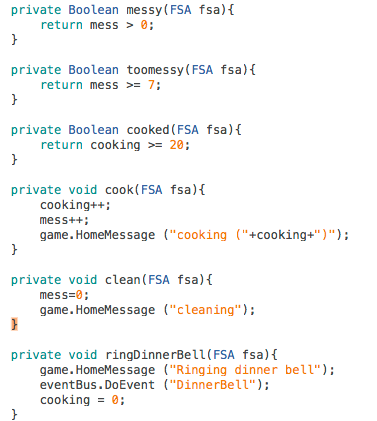 private Boolean messy(FSA fsa){
    return mess > 0;
}

private Boolean toomessy(FSA fsa){
    return mess >= 7;
}

private Boolean cooked(FSA fsa){
    return cooking >= 20;
}

private void cook(FSA fsa){
    cooking++;
    mess++;
    game.HomeMessage ("cooking ("+cooking+")");
}

private void clean(FSA fsa){
    mess=0;
    game.HomeMessage ("cleaning");
}

private void ringDinnerBell(FSA fsa){
    game.HomeMessage ("Ringing dinner bell");
    eventBus.DoEvent ("DinnerBell");
    cooking = 0;
}